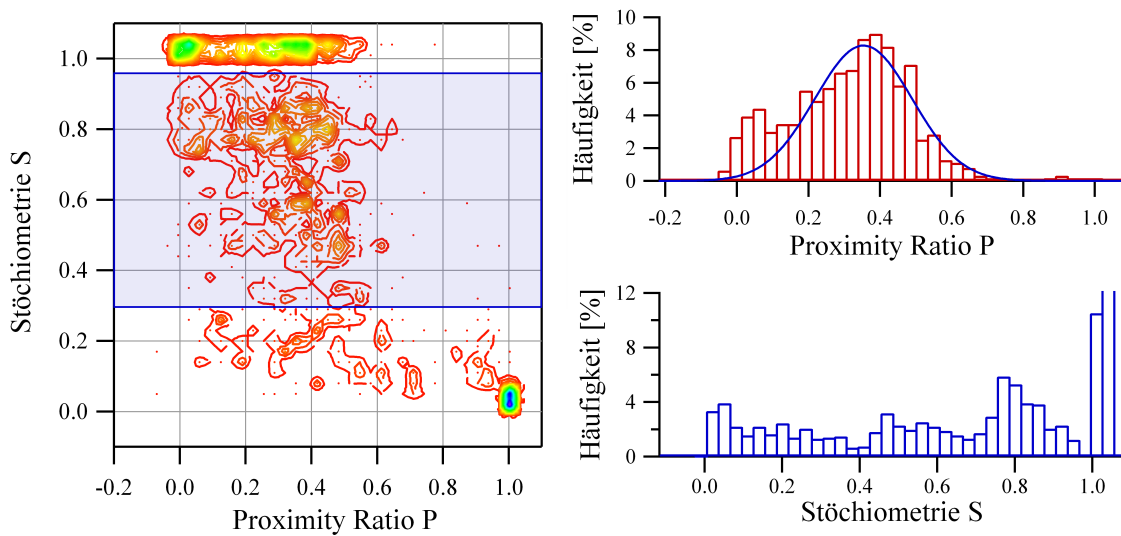 Stöchiometrie S
1.0
0.8
0.6
0.4
0.2
0.0
-0.2 0.0 0.2 0.4 0.6 0.8 1.0
Proximity Ratio P
Häufigkeit [%]
10
8
6
4
2
0
-0.2 0.0 0.2 0.4 0.6 0.8 1.0
Proximity Ratio P
Häufigkeit [%]
12
8
4
0
0.0 0.2 0.4 0.6 0.8 1.0
Stöchiometrie S